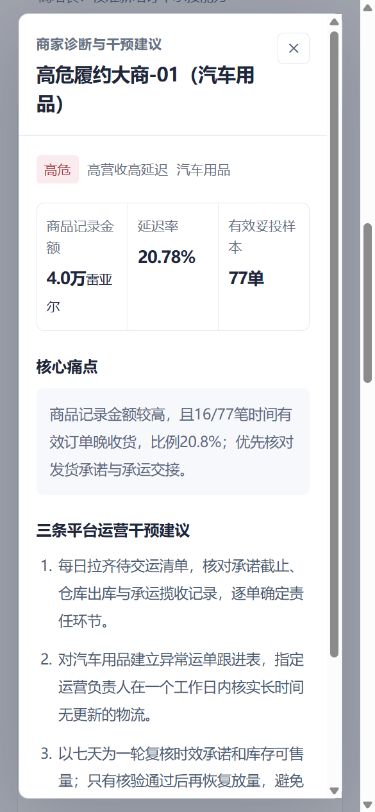 商家诊断与干预建议
高危履约大商-01（汽车用
品）
高危 高营收高延迟 汽车用品
商品记录金
额
4.0万雷亚
尔
延迟率
20.78%
有效妥投样
本
77单
核心痛点
商品记录金额较高，且16/77笔时间有
效订单晚收货，比例20.8%；优先核对
发货承诺与承运交接。
三条平台运营干预建议
1. 每日拉齐待交运清单，核对承诺截止、
仓库出库与承运揽收记录，逐单确定责
任环节。
2. 对汽车用品建立异常运单跟进表，指定
运营负责人在一个工作日内核实长时间
无更新的物流。
3. 以七天为一轮复核时效承诺和库存可售
量；只有核验通过后再恢复放量，避免